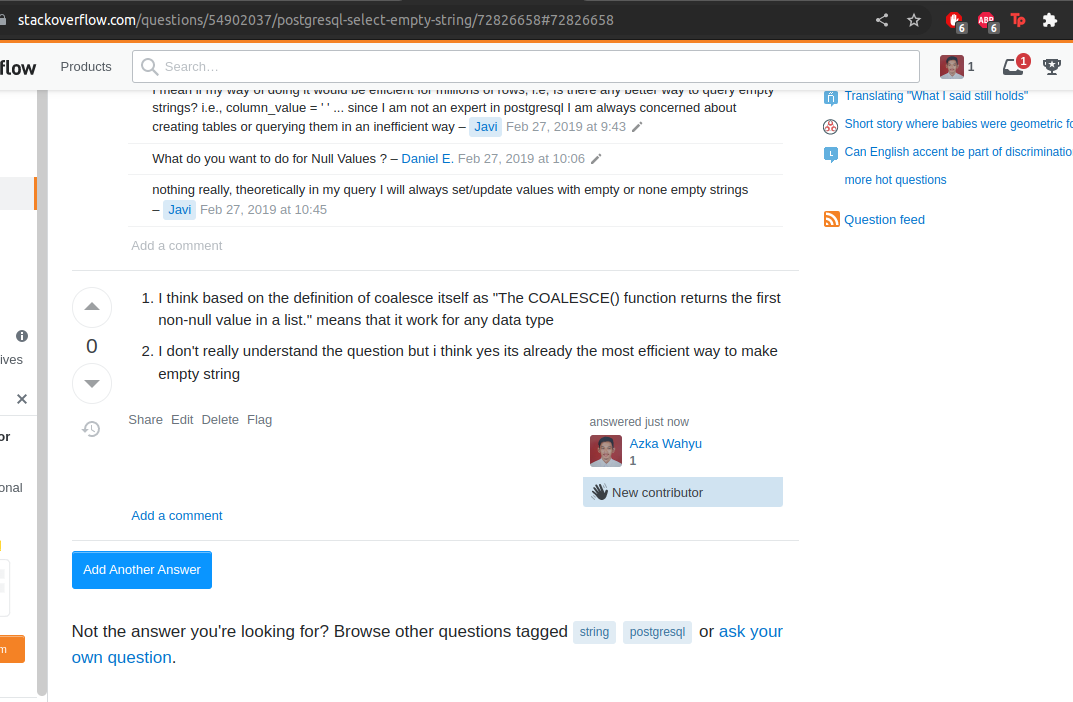 stackoverflow.com/questions/54902037/postgresql-select-empty-string/72826658#72826658
6
ABP
6
Tp
flow
Products
Search…
1
1
I mean if my way of doing it would be efficient for millions of rows, i.e, is there any better way to query empty
strings? i.e., column_value = ' ' ... since I am not an expert in postgresql I am always concerned about
creating tables or querying them in an inefficient way – Javi Feb 27, 2019 at 9:43
What do you want to do for Null Values ? – Daniel E. Feb 27, 2019 at 10:06
nothing really, theoretically in my query I will always set/update values with empty or none empty strings
– Javi Feb 27, 2019 at 10:45
Add a comment
Translating "What I said still holds"
Short story where babies were geometric fo
Can English accent be part of discrimination
more hot questions
Question feed
ives
or
onal
m
0
1. I think based on the definition of coalesce itself as "The COALESCE() function returns the first
non-null value in a list." means that it work for any data type
2. I don't really understand the question but i think yes its already the most efficient way to make
empty string
Share Edit Delete Flag
answered just now
Azka Wahyu
1
New contributor
Add a comment
Add Another Answer
Not the answer you're looking for? Browse other questions tagged string postgresql or ask your
own question.